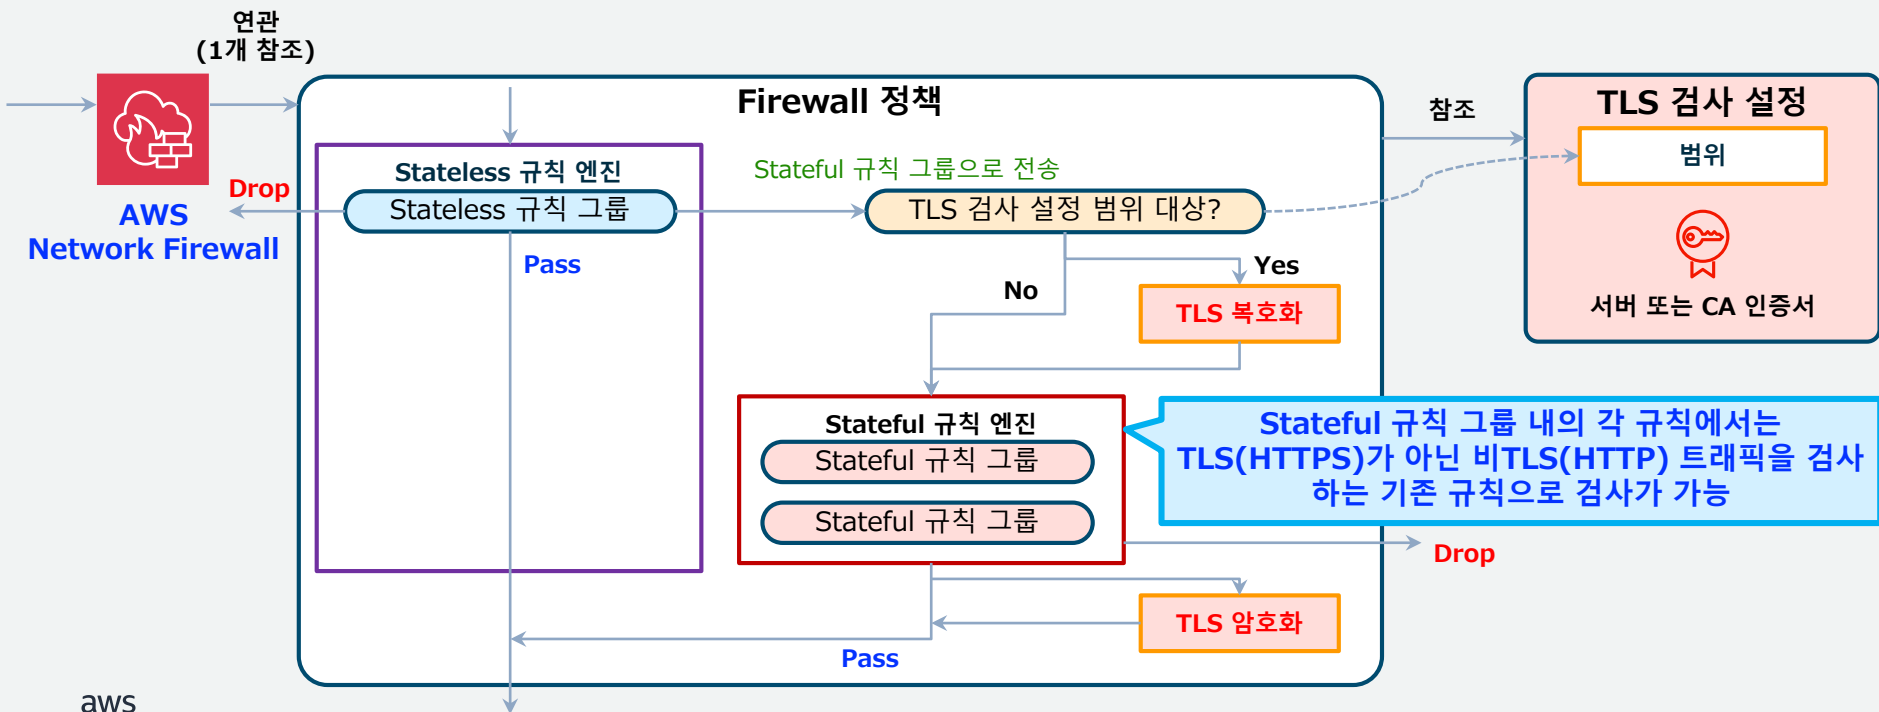 연관
(1개 참조)
Firewall 정책
AWS
Network Firewall
Drop
Stateless 규칙 엔진
Stateless 규칙 그룹
Pass
Stateful 규칙 그룹으로 전송
TLS 검사 설정 범위 대상?
Yes
No
TLS 복호화
참조
TLS 검사 설정
범위
서버 또는 CA 인증서
Stateful 규칙 엔진
Stateful 규칙 그룹
Stateful 규칙 그룹
Stateful 규칙 그룹 내의 각 규칙에서는
TLS(HTTPS)가 아닌 비TLS(HTTP) 트래픽을 검사
하는 기존 규칙으로 검사가 가능
Drop
TLS 암호화
Pass
aws